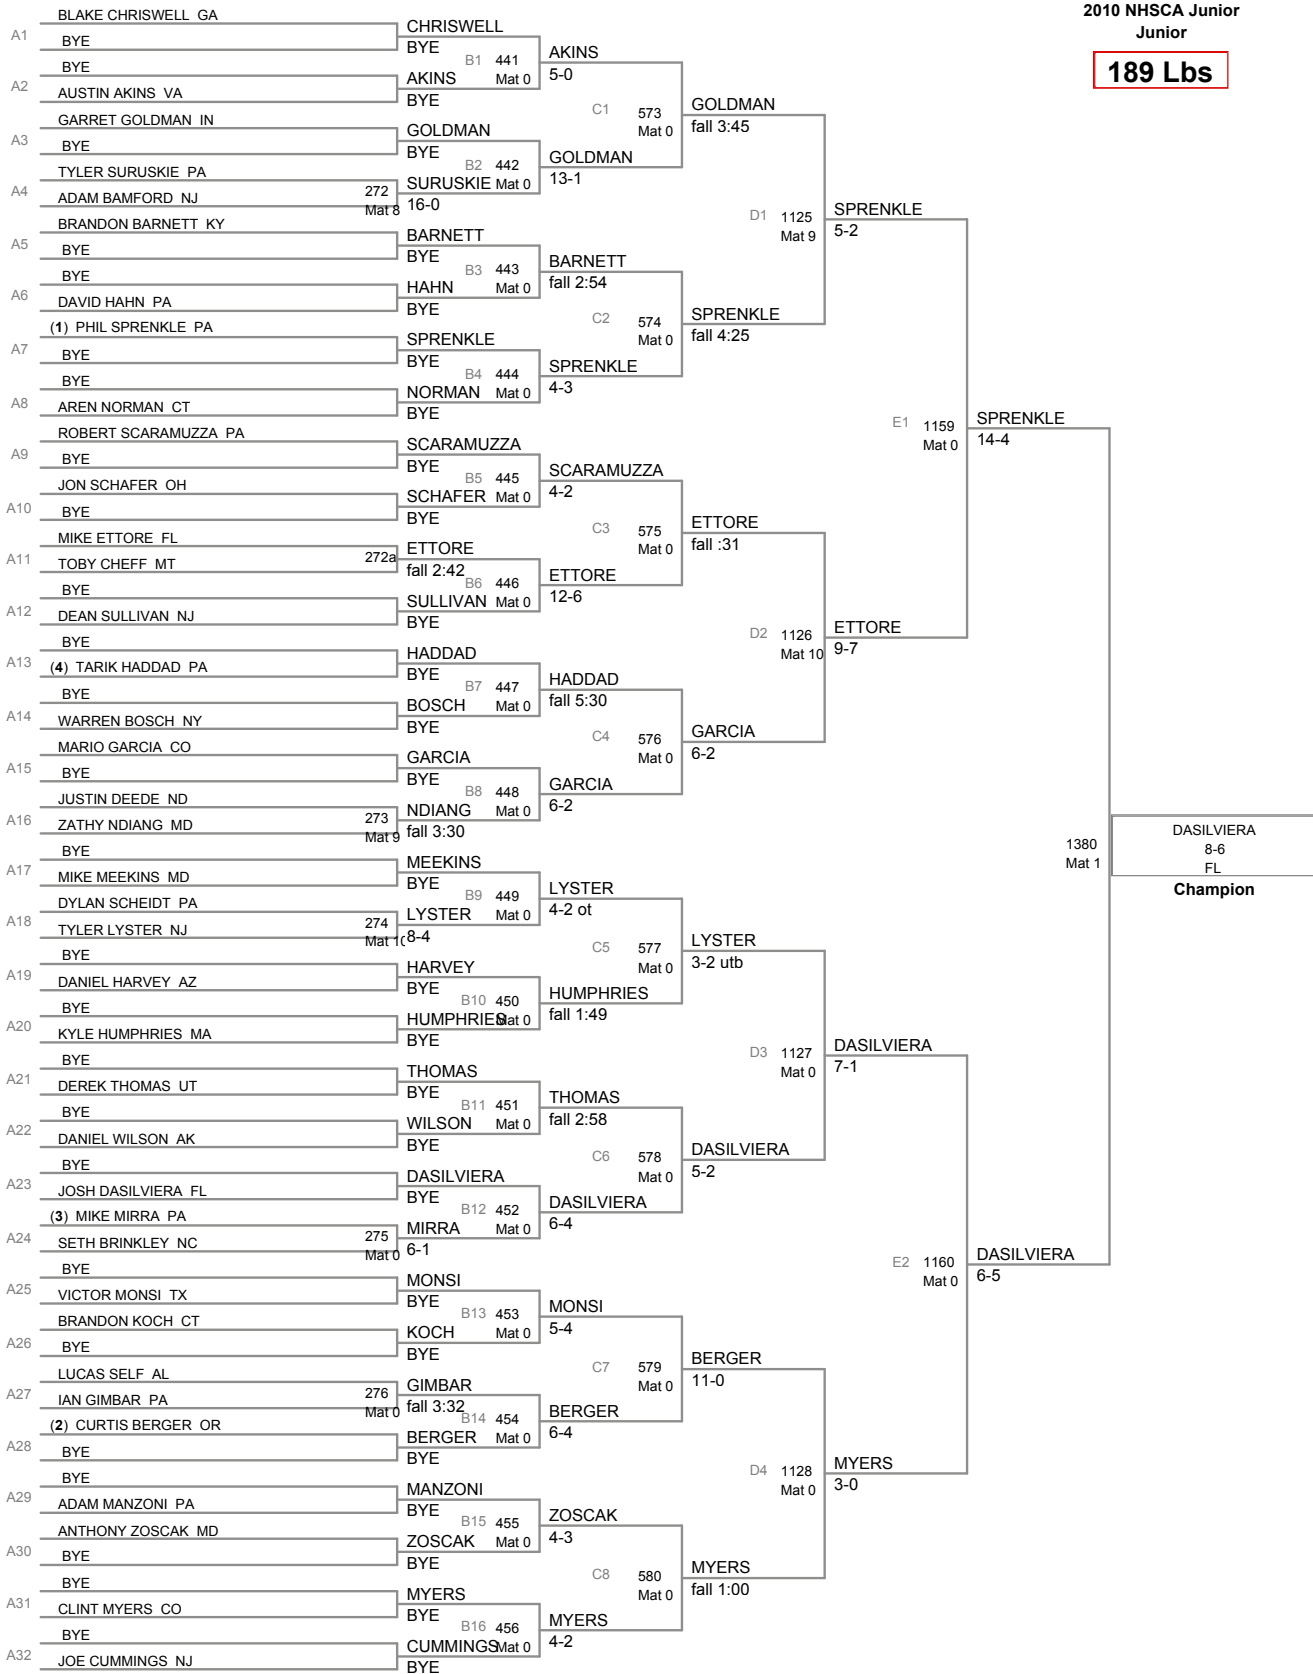 2010 NHSCA Junior
Junior
189 Lbs
A1
BLAKE CHRISWELL GA
BYE
A2
BYE
AUSTIN AKINS VA
A3
GARRET GOLDMAN IN
BYE
A4
TYLER SURUSKIE PA
ADAM BAMFORD NJ
272
Mat 8
A5
BRANDON BARNETT KY
BYE
A6
BYE
DAVID HAHN PA
A7
(1) PHIL SPRENKLE PA
BYE
A8
BYE
AREN NORMAN CT
A9
ROBERT SCARAMUZZA PA
BYE
A10
JON SCHAFER OH
BYE
A11
MIKE ETTORE FL
TOBY CHEFF MT
272a
A12
BYE
DEAN SULLIVAN NJ
A13
BYE
(4) TARIK HADDAD PA
A14
BYE
WARREN BOSCH NY
A15
MARIO GARCIA CO
BYE
A16
JUSTIN DEEDE ND
ZATHY NDIANG MD
273
Mat 9
A17
BYE
MIKE MEEKINS MD
A18
DYLAN SCHEIDT PA
TYLER LYSTER NJ
274
Mat 10
A19
BYE
DANIEL HARVEY AZ
A20
BYE
KYLE HUMPHRIES MA
A21
BYE
DEREK THOMAS UT
A22
BYE
DANIEL WILSON AK
A23
BYE
JOSH DASILVIERA FL
A24
(3) MIKE MIRRA PA
SETH BRINKLEY NC
275
Mat 0
A25
BYE
VICTOR MONSI TX
A26
BRANDON KOCH CT
BYE
A27
LUCAS SELF AL
IAN GIMBAR PA
276
Mat 0
A28
(2) CURTIS BERGER OR
BYE
A29
BYE
ADAM MANZONI PA
A30
ANTHONY ZOSCAK MD
BYE
A31
BYE
CLINT MYERS CO
A32
BYE
JOE CUMMINGS NJ
CHRISWELL
BYE
B1 441
Mat 0
AKINS
BYE
GOLDMAN
BYE
B2 442
Mat 0
SURUSKIE
16-0
BARNETT
BYE
B3 443
Mat 0
HAHN
BYE
SPRENKLE
BYE
B4 444
Mat 0
NORMAN
BYE
SCARAMUZZA
BYE
B5 445
Mat 0
SCHAFER
BYE
ETTORE
fall 2:42
B6 446
Mat 0
SULLIVAN
BYE
HADDAD
BYE
B7 447
Mat 0
BOSCH
BYE
GARCIA
BYE
B8 448
Mat 0
NDIANG
fall 3:30
MEEKINS
BYE
B9 449
Mat 0
LYSTER
8-4
HARVEY
BYE
B10 450
Mat 0
HUMPHRIES
BYE
THOMAS
BYE
B11 451
Mat 0
WILSON
BYE
DASILVIERA
BYE
B12 452
Mat 0
MIRRA
6-1
MONSI
BYE
B13 453
Mat 0
KOCH
BYE
GIMBAR
fall 3:32
B14 454
Mat 0
BERGER
BYE
MANZONI
BYE
B15 455
Mat 0
ZOSCAK
BYE
MYERS
BYE
B16 456
Mat 0
CUMMINGS
BYE
AKINS
5-0
C1 573
Mat 0
GOLDMAN
13-1
BARNETT
fall 2:54
C2 574
Mat 0
SPRENKLE
4-3
SCARAMUZZA
4-2
C3 575
Mat 0
ETTORE
12-6
HADDAD
fall 5:30
C4 576
Mat 0
GARCIA
6-2
LYSTER
4-2 ot
C5 577
Mat 0
HUMPHRIES
fall 1:49
THOMAS
fall 2:58
C6 578
Mat 0
DASILVIERA
6-4
MONSI
5-4
C7 579
Mat 0
BERGER
6-4
ZOSCAK
4-3
C8 580
Mat 0
MYERS
4-2
GOLDMAN
fall 3:45
D1 1125
Mat 9
SPRENKLE
fall 4:25
ETTORE
fall :31
D2 1126
Mat 10
GARCIA
6-2
LYSTER
3-2 utb
D3 1127
Mat 0
DASILVIERA
5-2
BERGER
11-0
D4 1128
Mat 0
MYERS
fall 1:00
SPRENKLE
5-2
E1 1159
Mat 0
ETTORE
9-7
DASILVIERA
7-1
E2 1160
Mat 0
MYERS
3-0
SPRENKLE
14-4
1380
Mat 1
DASILVIERA
6-5
DASILVIERA
8-6
FL
Champion